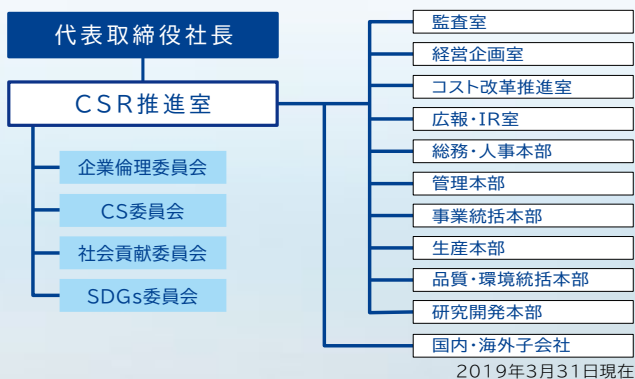 代表取締役社長
CSR推進室
企業倫理委員会
CS委員会
社会貢献委員会
SDGs委員会
監査室
経営企画室
コスト改革推進室
広報・IR室
総務・人事本部
管理本部
事業統括本部
生産本部
品質・環境統括本部
研究開発本部
国内・海外子会社
2019年3月31日現在